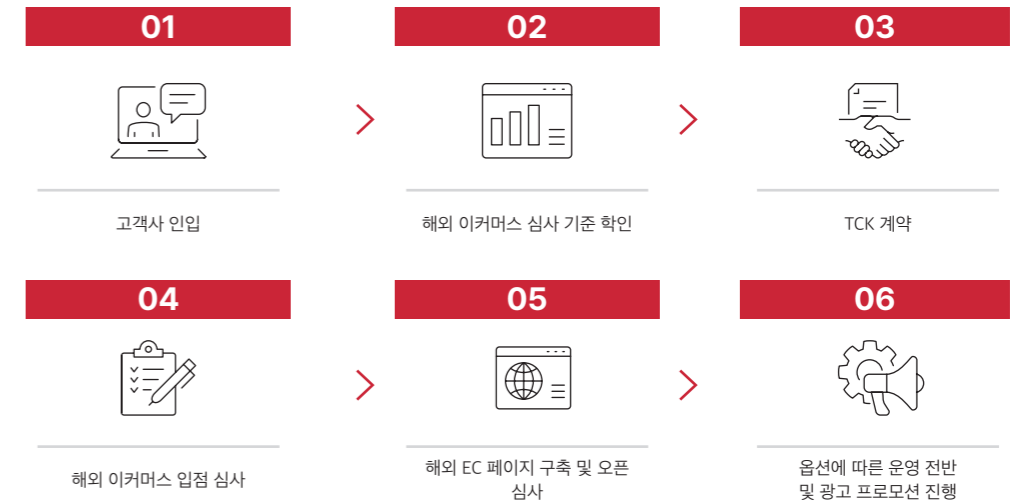 01
02
03
고객사 인입
해외 이커머스 심사 기준 확인
TCK 계약
04
05
06
해외 이커머스 입점 심사
해외 EC 페이지 구축 및 오픈
심사
옵션에 따른 운영 전반
및 광고 프로모션 진행